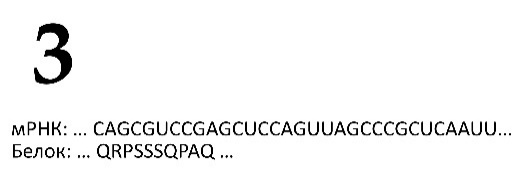 3
мРНК: ... CAGCGUCCGAGCUCCAGUUAGCCCGCUCAAUU...
Белок: ... QRPSSSQPAQ ...